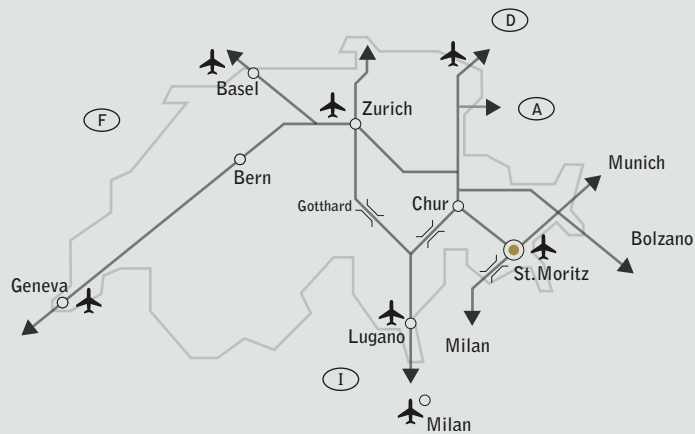 D
Basel
Zurich
F
A
Bern
Munich
Gotthard
Chur
Bolzano
Geneva
St.Moritz
Lugano
Milan
I
Milan